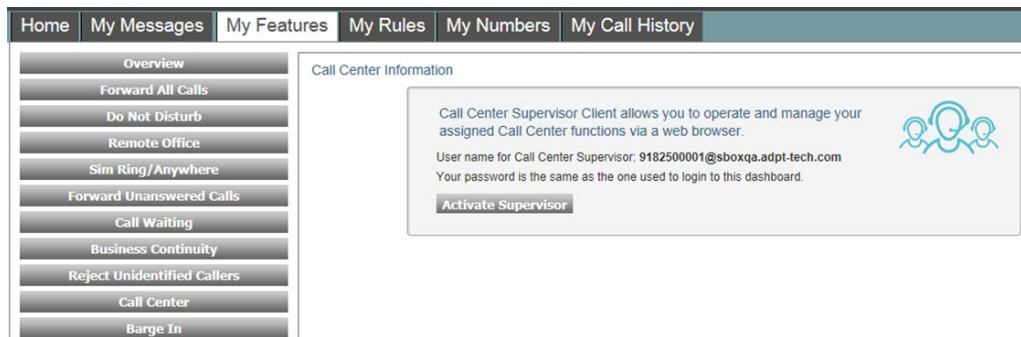 Home My Messages My Features My Rules My Numbers My Call History
Overview
Forward All Calls
Do Not Disturb
Remote Office
Sim Ring/Anywhere
Forward Unanswered Calls
Call Waiting
Business Continuity
Reject Unidentified Callers
Call Center
Barge In
Call Center Information
Call Center Supervisor Client allows you to operate and manage your
assigned Call Center functions via a web browser.
User name for Call Center Supervisor: 9182500001@sboxqa.adpt-tech.com
Your password is the same as the one used to login to this dashboard.
Activate Supervisor